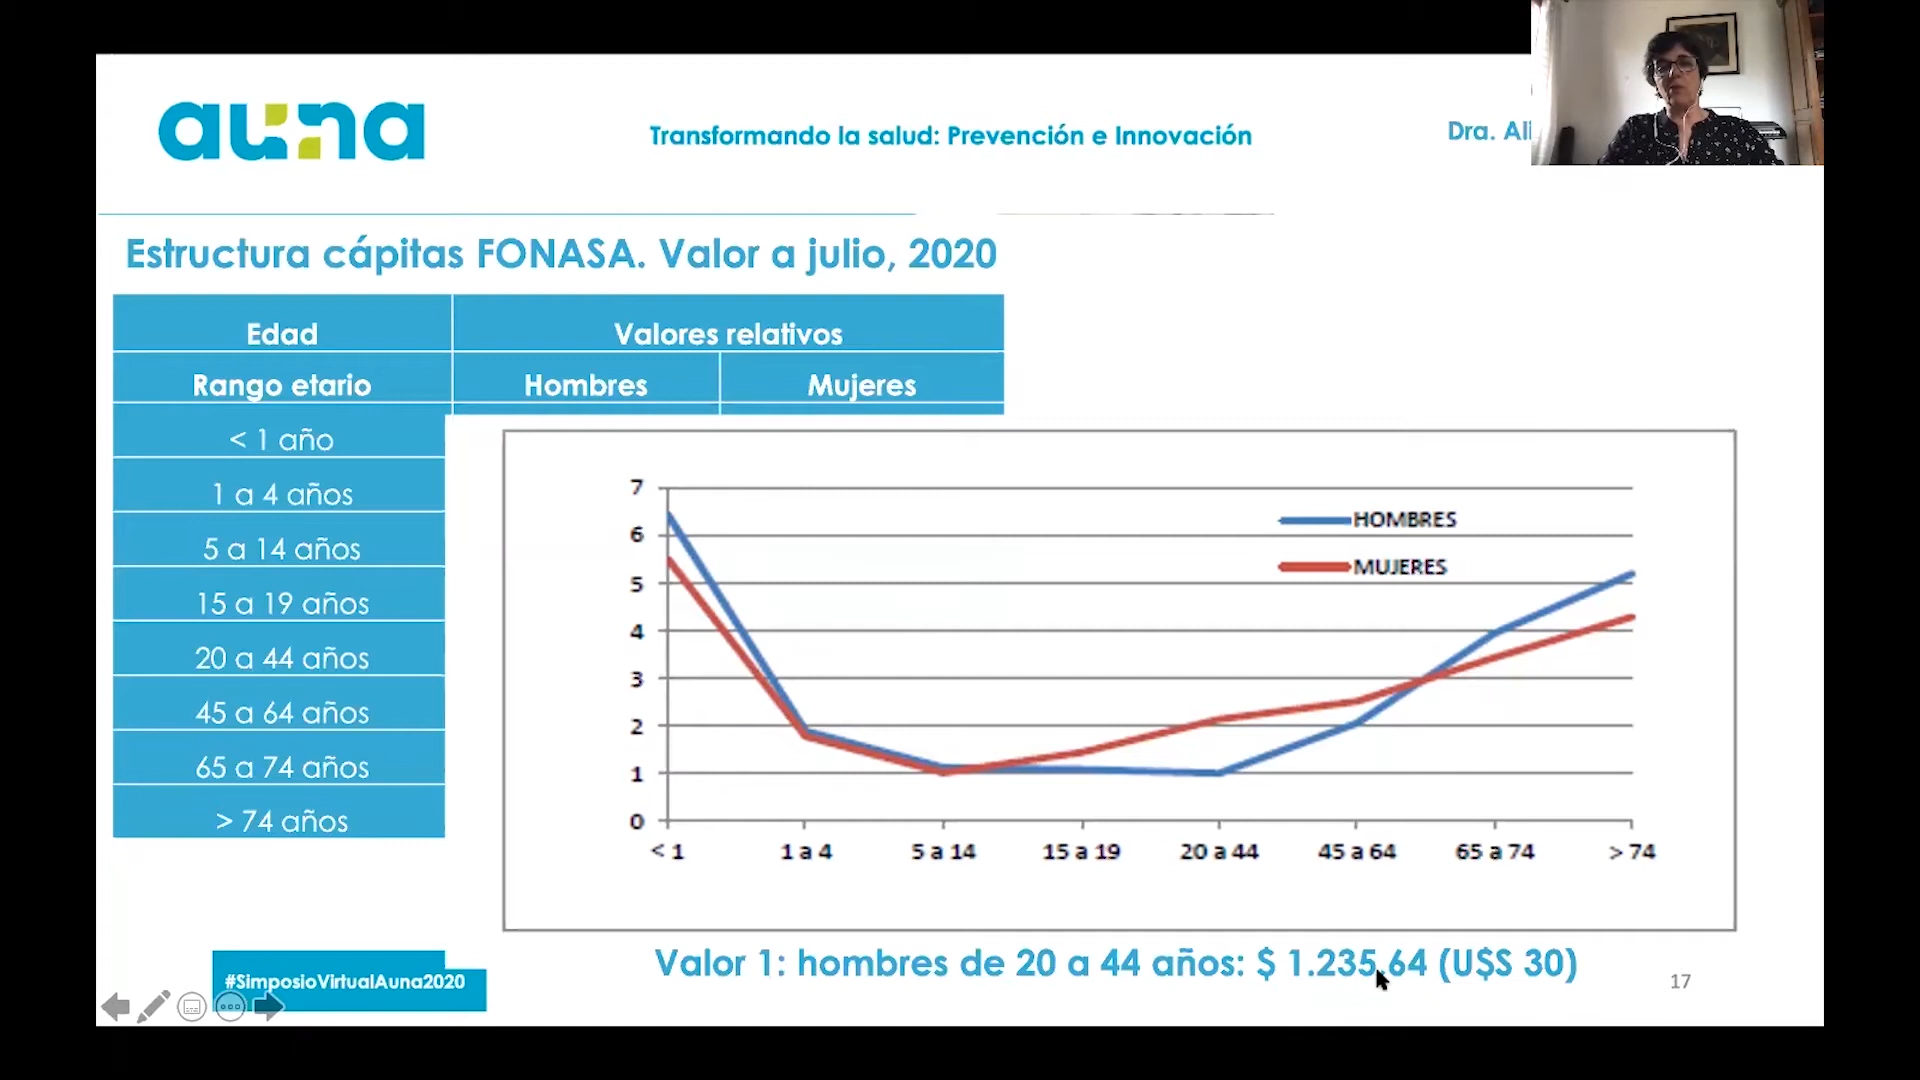 auna
Transformando la salud: Prevención e Innovación
Dra. Ali
Estructura cápitas FONASA. Valor a julio, 2020
Edad
Valores relativos
Rango etario
Hombres
Mujeres
< 1 año
1 a 4 años
5 a 14 años
15 a 19 años
20 a 44 años
45 a 64 años
65 a 74 años
> 74 años
7
6
5
4
3
2
1
0
HOMBRES
MUJERES
< 1
1 a 4
5 a 14
15 a 19
20 a 44
45 a 64
65 a 74
> 74
Valor 1: hombres de 20 a 44 años: $ 1.235,64 (U$S 30)
#SimposioVirtualAuna2020
17